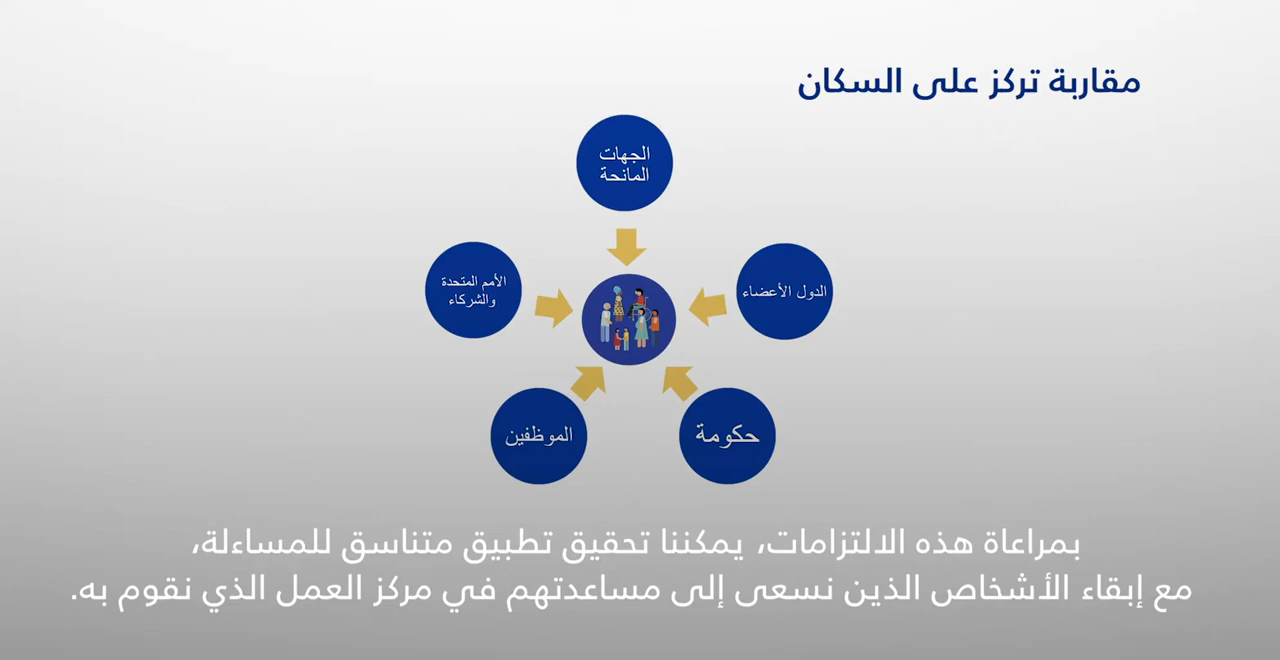 مقاربة تركز على السكان
الجهات
المانحة
الدول الأعضاء
الأمم المتحدة
والشركاء
حكومة
الموظفين
بمراعاة هذه الالتزامات، يمكننا تحقيق تطبيق متناسق للمساءلة،
مع إبقاء الأشخاص الذين نسعى إلى مساعدتهم في مركز العمل الذي نقوم به.